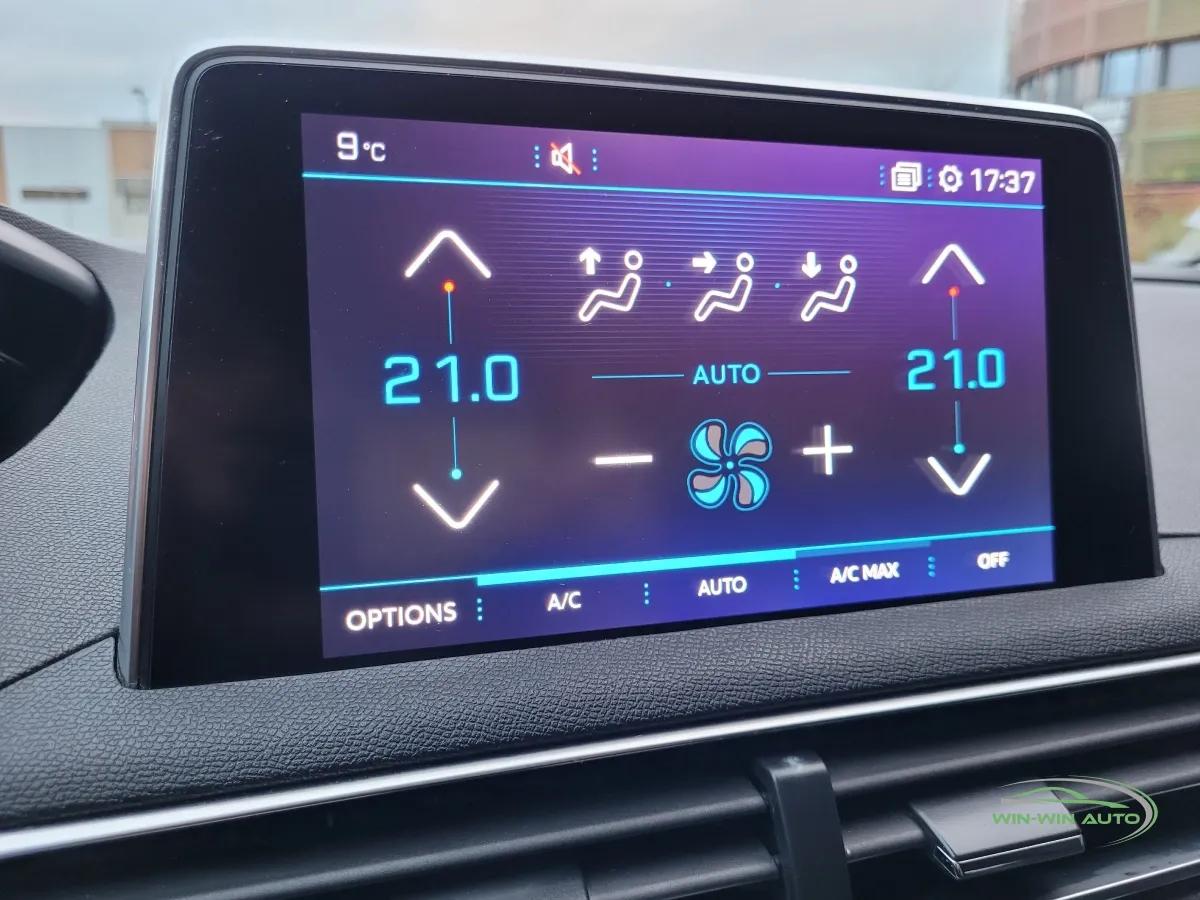 9°C 17:37
21.0 21.0
AUTO
OPTIONS A/C AUTO A/C MAX OFF
WIN-WIN AUTO